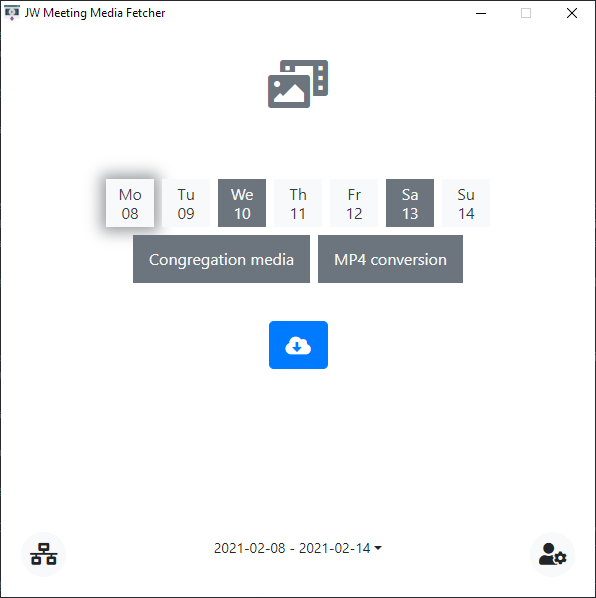 JW Meeting Media Fetcher
Mo Tu We Th Fr Sa Su
08 09 10 11 12 13 14
Congregation media MP4 conversion
2021-02-08 - 2021-02-14